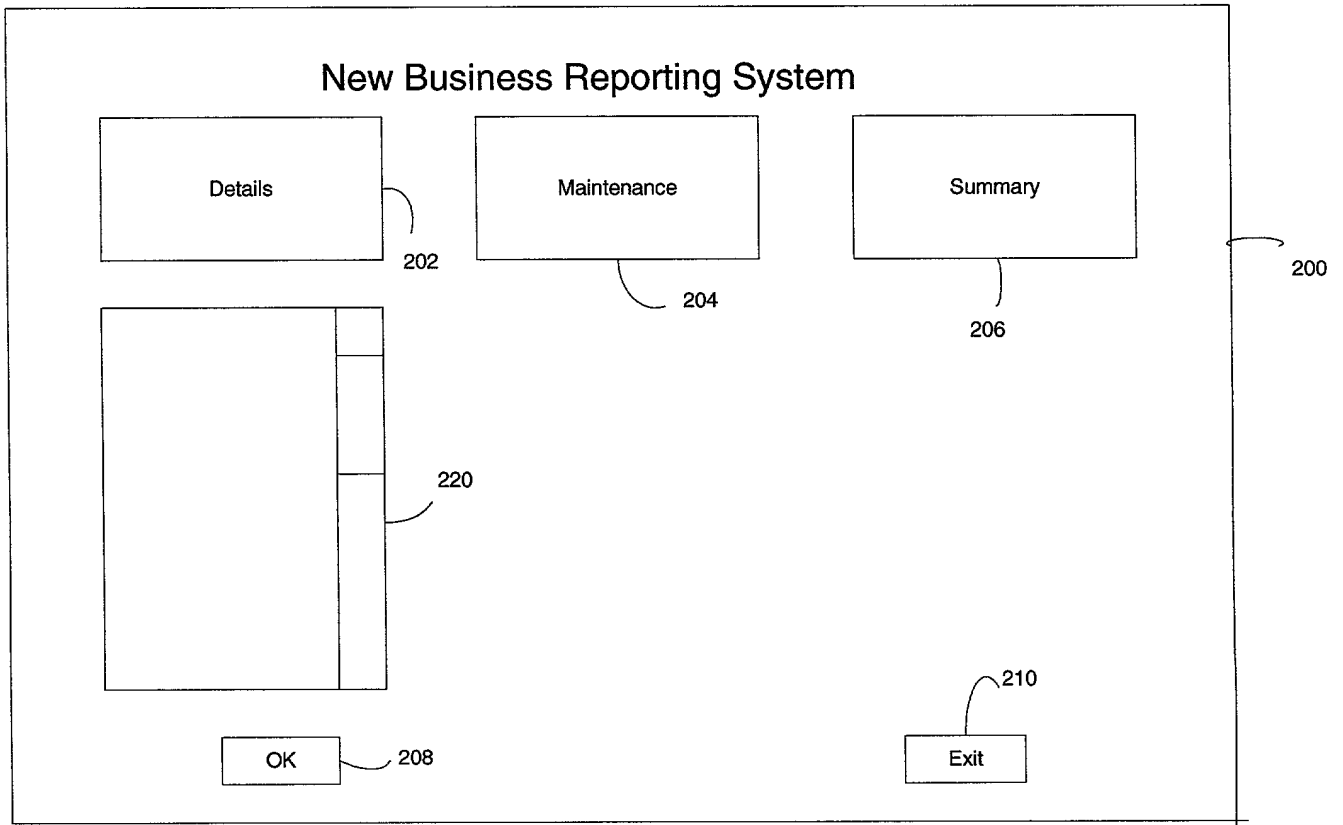 New Business Reporting System
Details
Maintenance
Summary
202
204
206
200
220
210
OK
208
Exit